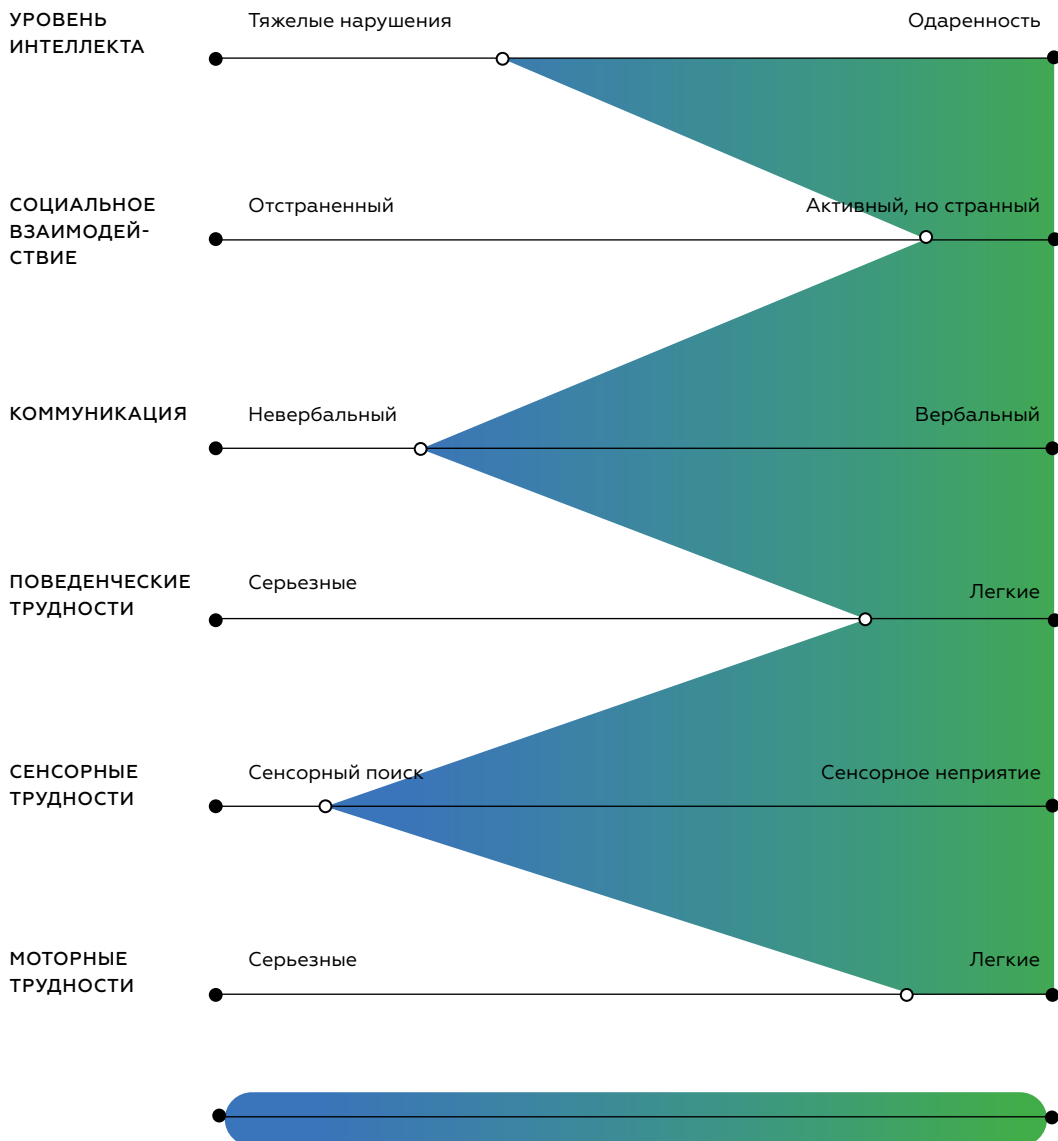 УРОВЕНЬ
ИНТЕЛЛЕКТА
Тяжелые нарушения
Одаренность
СОЦИАЛЬНОЕ
ВЗАИМОДЕЙ-
СТВИЕ
Отстраненный
Активный, но странный
КОММУНИКАЦИЯ
Невербальный
Вербальный
ПОВЕДЕНЧЕСКИЕ
ТРУДНОСТИ
Серьезные
Легкие
СЕНСОРНЫЕ
ТРУДНОСТИ
Сенсорный поиск
Сенсорное неприятие
МОТОРНЫЕ
ТРУДНОСТИ
Серьезные
Легкие